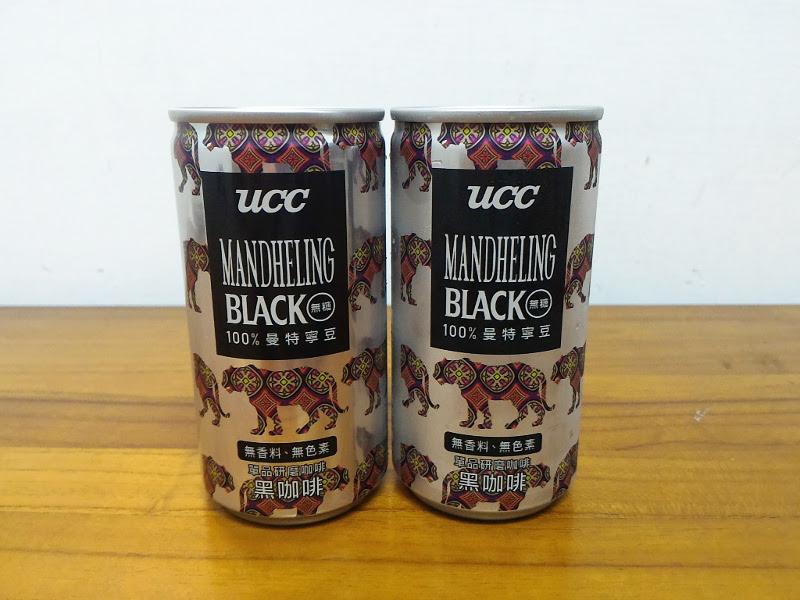 UCC
MANDHELING
BLACK 無糖
100% 曼特寧豆
無香料、無色素
單品研磨咖啡
黑咖啡
UCC
MANDHELING
BLACK 無糖
100% 曼特寧豆
無香料、無色素
單品研磨咖啡
黑咖啡